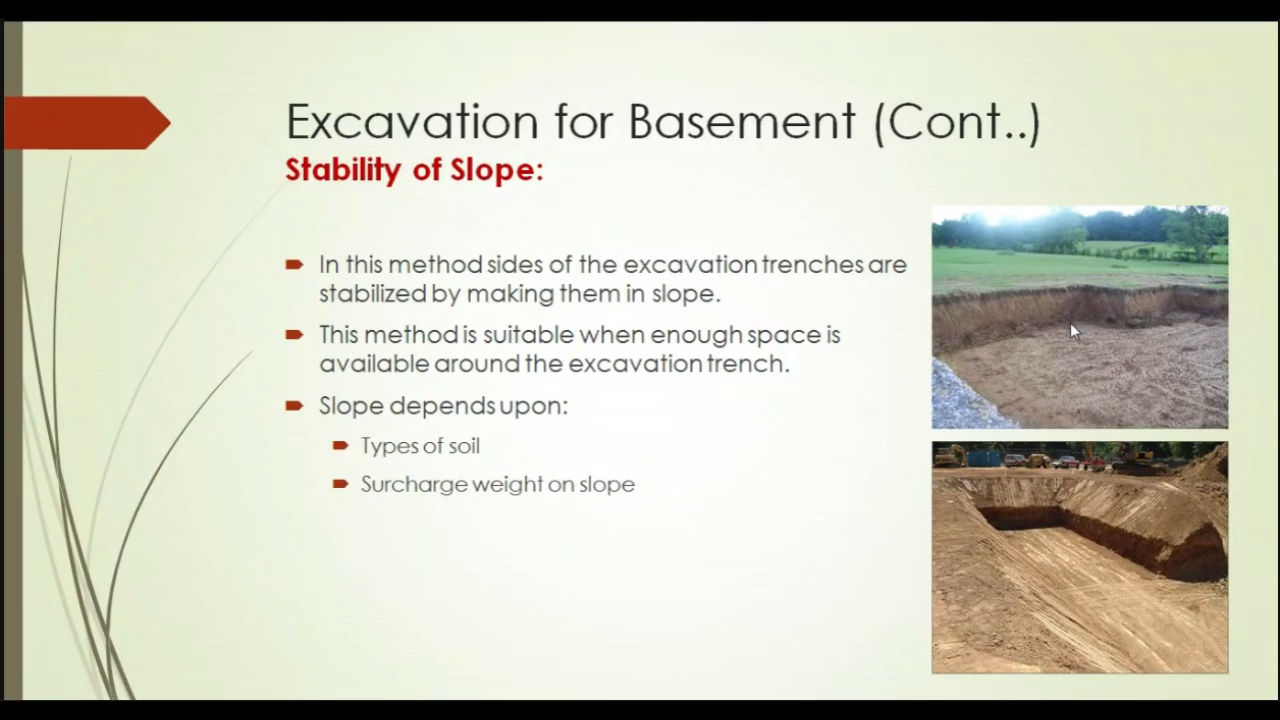 Excavation for Basement (Cont..)
Stability of Slope:
In this method sides of the excavation trenches are
stabilized by making them in slope.
This method is suitable when enough space is
available around the excavation trench.
Slope depends upon:
Types of soil
Surcharge weight on slope